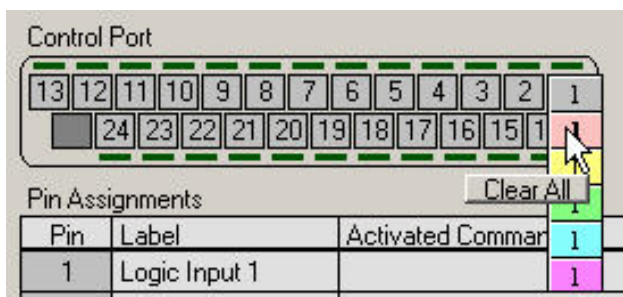 Control Port
13 12 11 10 9 8 7 6 5 4 3 2 1
24 23 22 21 20 19 18 17 16 15 1 1
Clear All 1
Pin Assignments
Pin Label Activated Comman 1
1 Logic Input 1 1